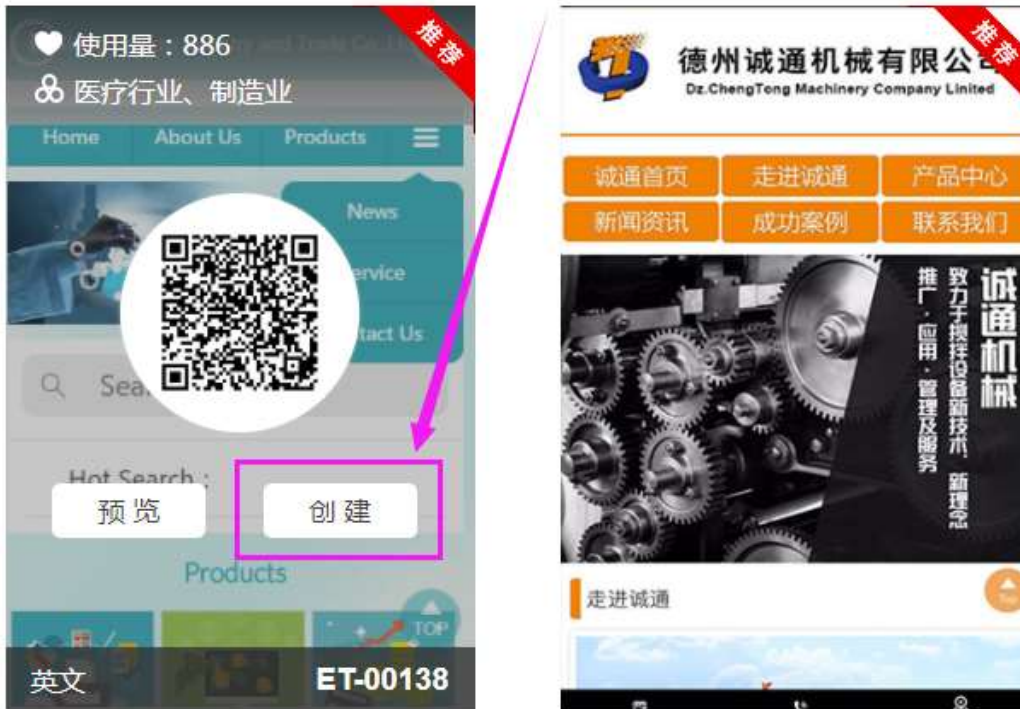 使用量：886
医疗行业、制造业
推荐
Home
About Us
Products
News
Service
Contact Us
Sea
Hot Search :
预 览
创 建
Products
TOP
英文
ET-00138
推荐
德州诚通机械有限公司
Dz.ChengTong Machinery Company Linited
诚通首页
走进诚通
产品中心
新闻资讯
成功案例
联系我们
诚通机械
致力于搅拌设备新技术，新理念
推广·应用·管理及服务
走进诚通
Top